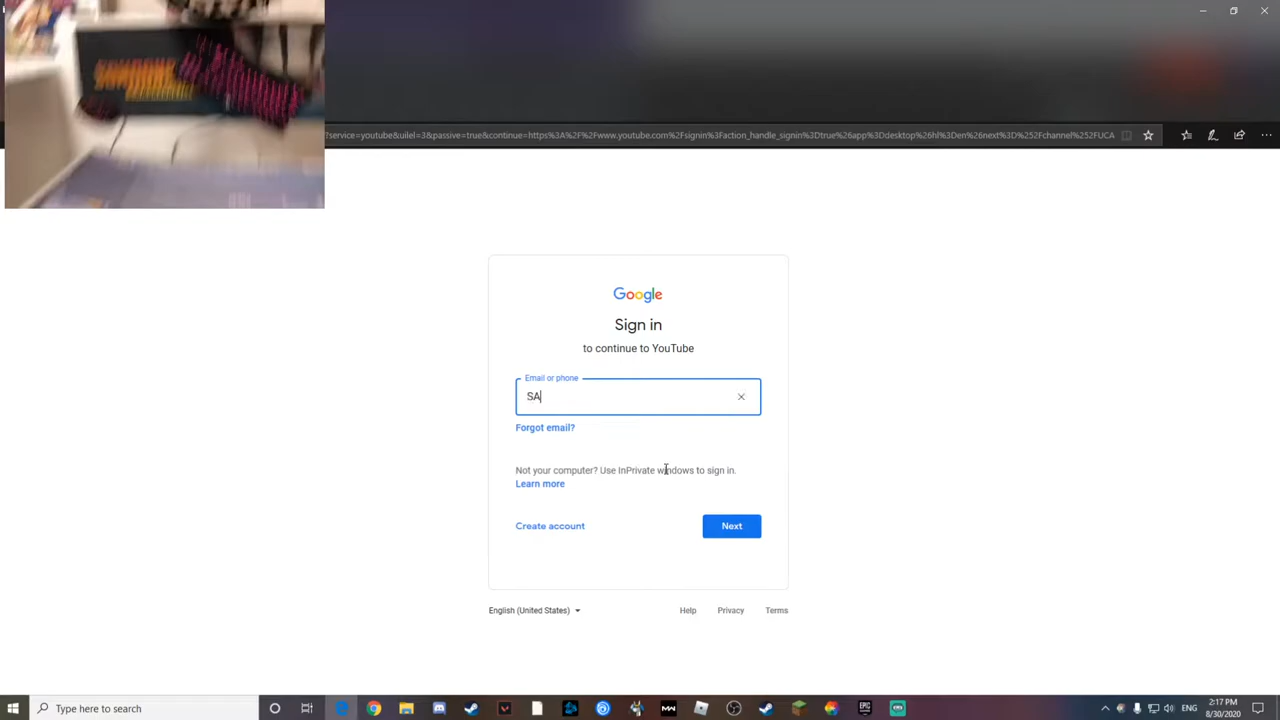 ?service=youtube&uilel=3&passive=true&continue=https%3A%2F%2Fwww.youtube.com%2Fsignin%3Faction_handle_signin%3Dtrue%26app%3Ddesktop%26hl%3Den%26next%3D%252Fchannel%252FUCA
Google
Sign in
to continue to YouTube
Email or phone
SA
Forgot email?
Not your computer? Use InPrivate windows to sign in.
Learn more
Create account
Next
English (United States)
Help
Privacy
Terms
Type here to search
ENG
2:17 PM
8/30/2020